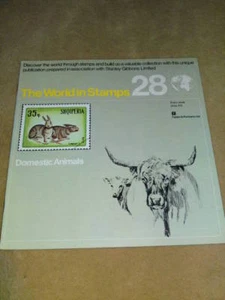 Discover the world through stamps and build up a valuable collection with this unique
publication prepared in association with Stanley Gibbons Limited
The World in Stamps 28
35q SHQIPERIA
Domestic Animals